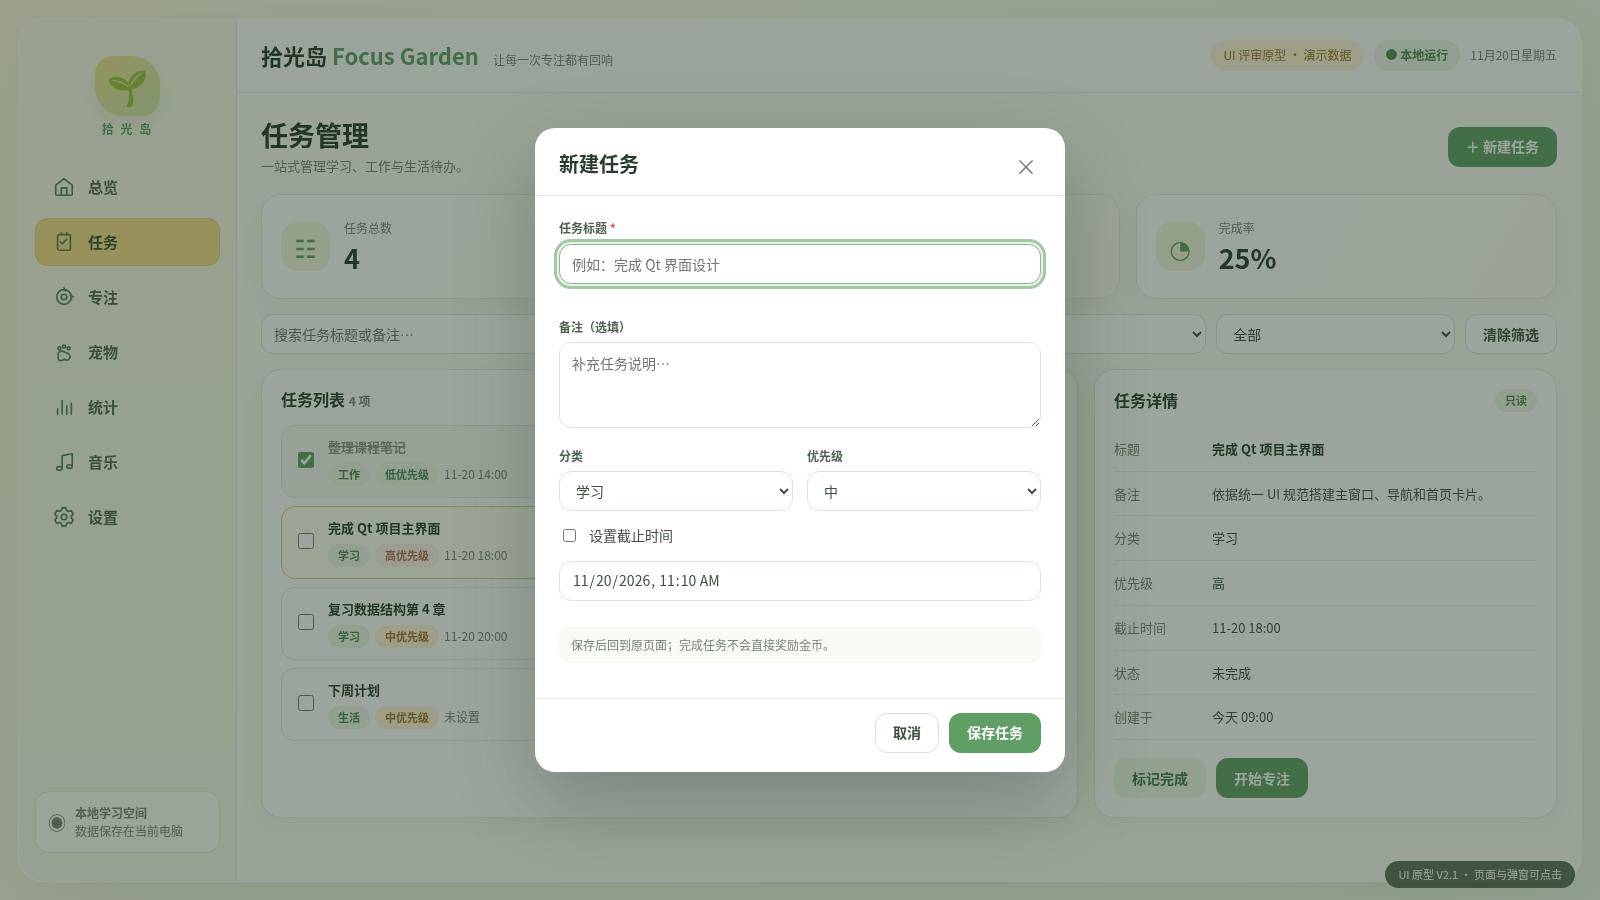 拾光岛
总览
任务
专注
宠物
统计
音乐
设置
本地学习空间
数据保存在当前电脑
拾光岛 Focus Garden 让每一次专注都有回响
UI 评审原型 · 演示数据
本地运行
11月20日星期五
任务管理
一站式管理学习、工作与生活待办。
+ 新建任务
任务总数
4
完成率
25%
搜索任务标题或备注…
全部
清除筛选
任务列表 4 项
整理课程笔记
工作 低优先级 11-20 14:00
完成 Qt 项目主界面
学习 高优先级 11-20 18:00
复习数据结构第 4 章
学习 中优先级 11-20 20:00
下周计划
生活 中优先级 未设置
新建任务
任务标题 *
例如：完成 Qt 界面设计
备注（选填）
补充任务说明…
分类
优先级
学习
中
设置截止时间
11/20/2026, 11:10 AM
保存后回到原页面；完成任务不会直接奖励金币。
取消
保存任务
任务详情
只读
标题 完成 Qt 项目主界面
备注 依据统一 UI 规范搭建主窗口、导航和首页卡片。
分类 学习
优先级 高
截止时间 11-20 18:00
状态 未完成
创建于 今天 09:00
标记完成
开始专注
UI 原型 V2.1 · 页面与弹窗可点击